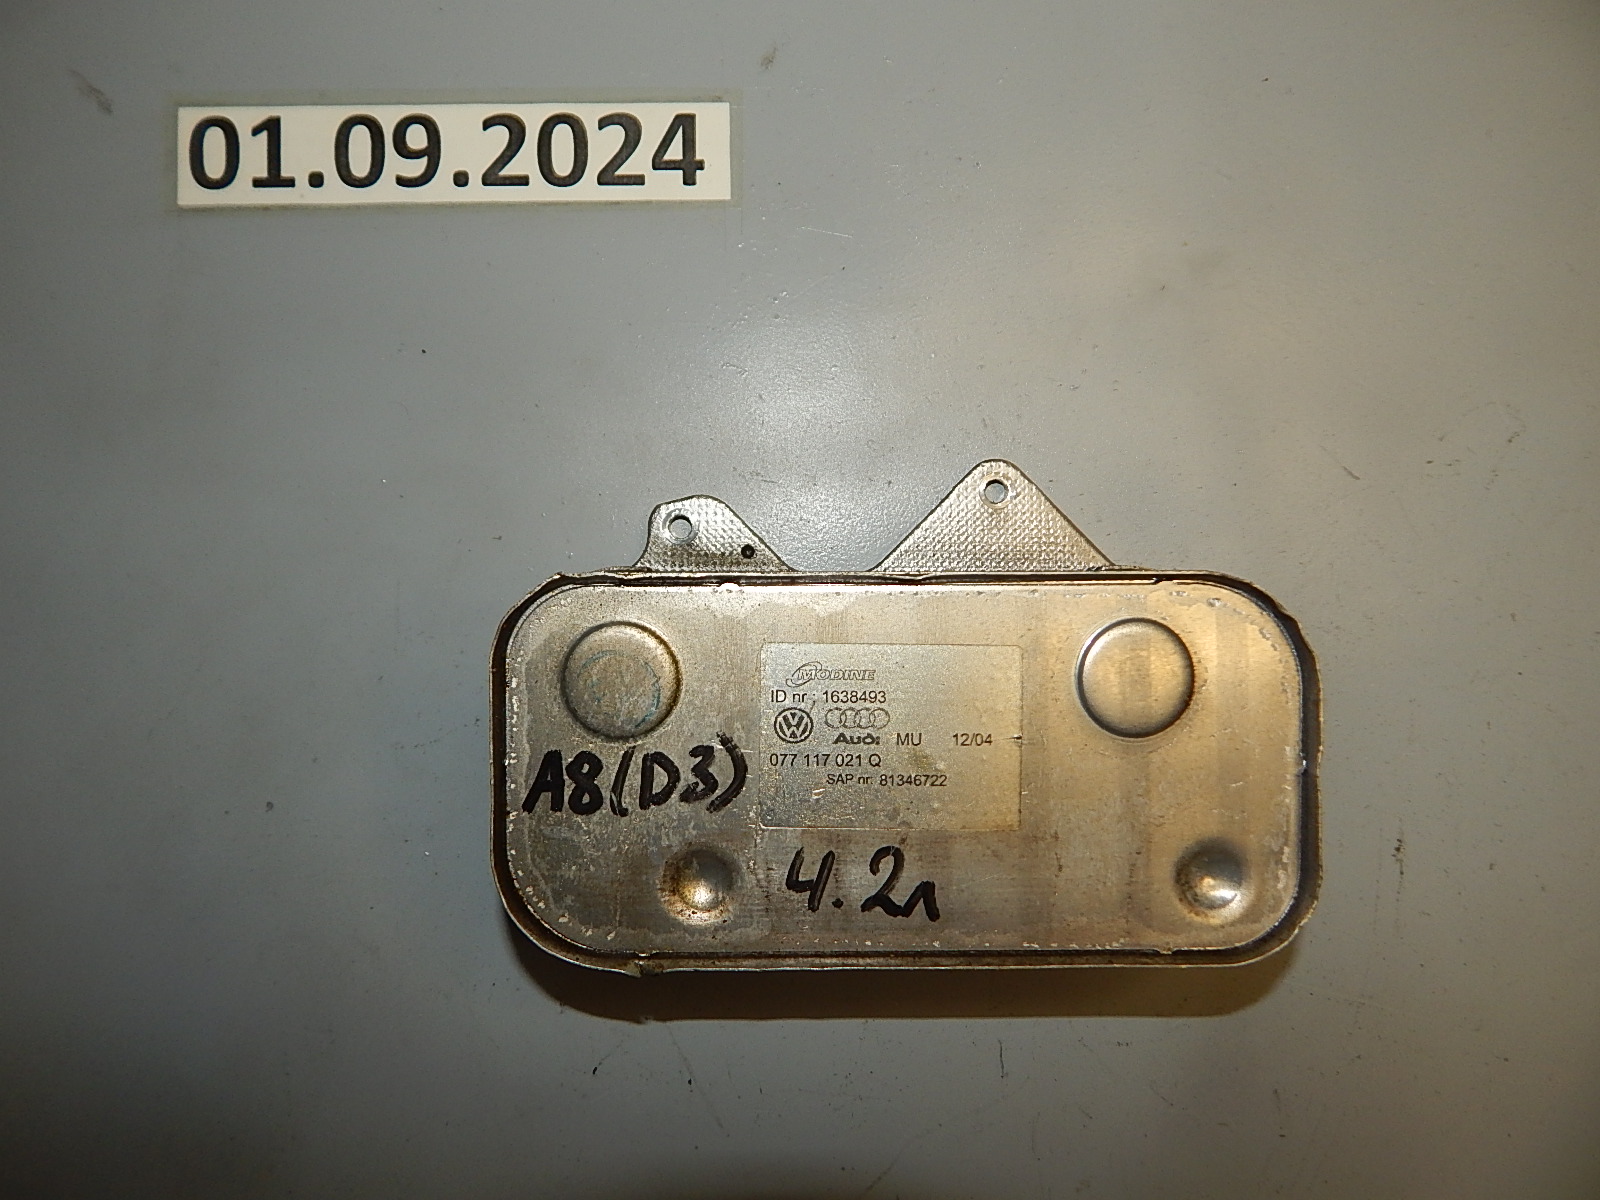 01.09.2024
MODINE
ID nr : 1638493
Audi MU 12/04
077 117 021 Q
SAP nr. 81346722
A8(D3)
4.2л